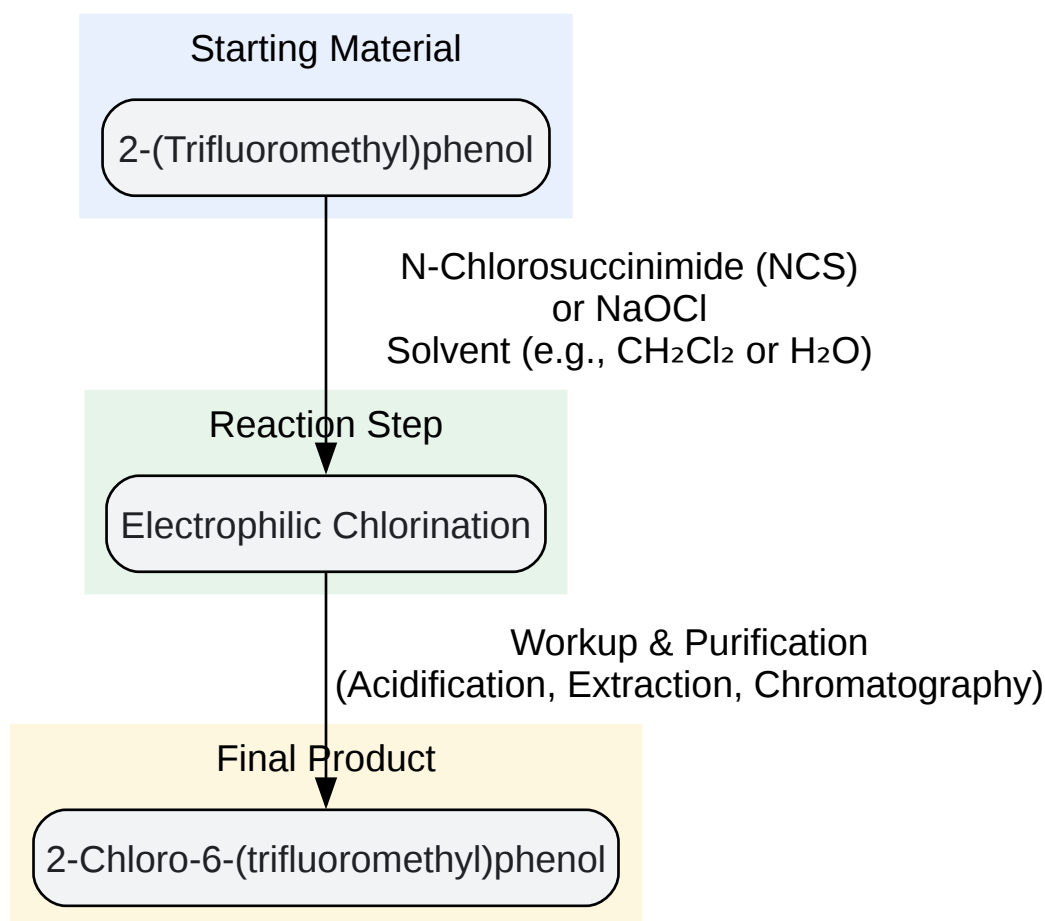 Starting Material
2-(Trifluoromethyl)phenol
N-Chlorosuccinimide (NCS)
or NaOCl
Solvent (e.g., CH₂Cl₂ or H₂O)
Reaction Step
Electrophilic Chlorination
Workup & Purification
(Acidification, Extraction, Chromatography)
Final Product
2-Chloro-6-(trifluoromethyl)phenol